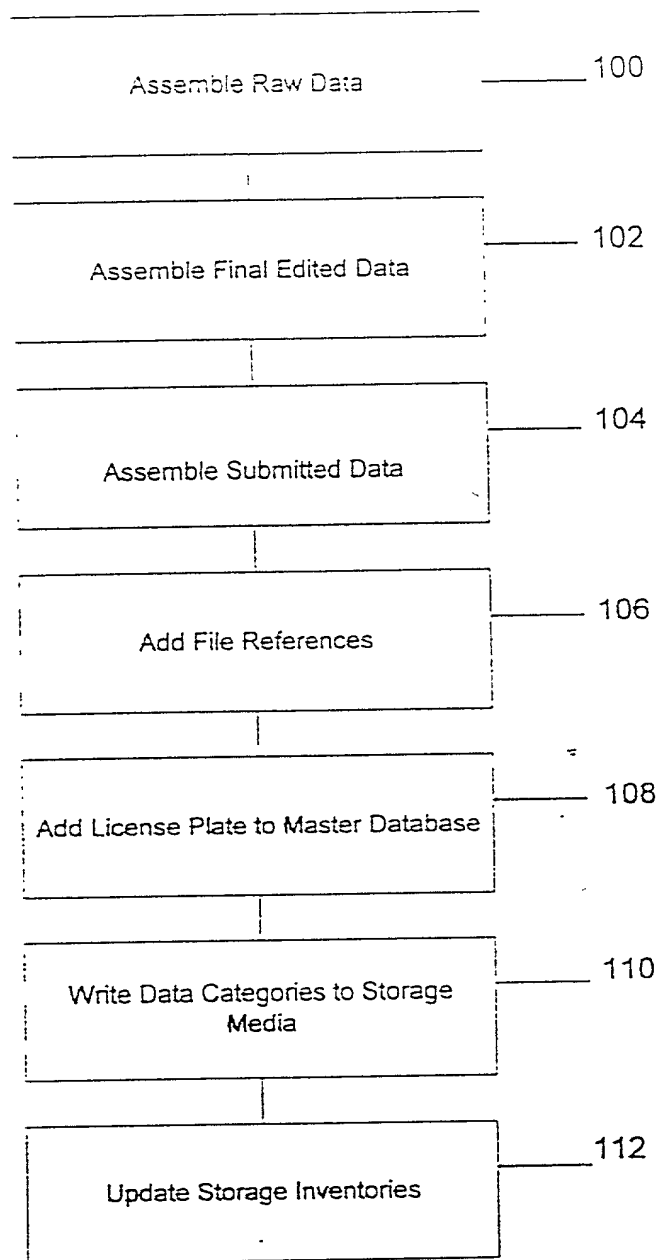 Assemble Raw Data
100
Assemble Final Edited Data
102
Assemble Submitted Data
104
Add File References
106
Add License Plate to Master Database
108
Write Data Categories to Storage
Media
110
Update Storage Inventories
112